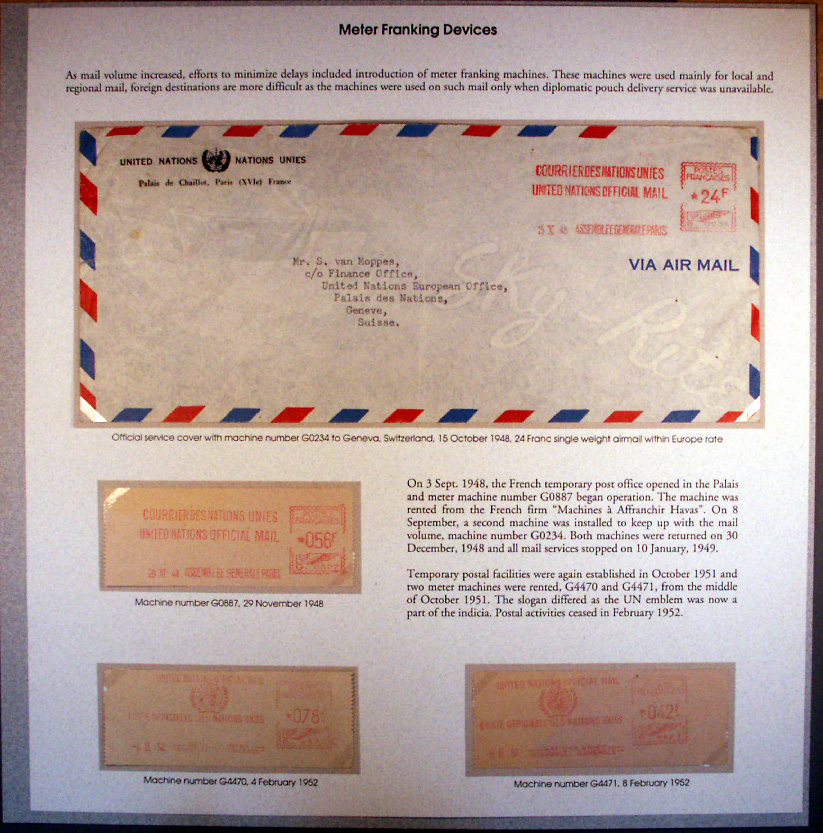 Meter Franking Devices
As mail volume increased, efforts to minimize delays included introduction of meter franking machines. These machines were used mainly for local and
regional mail, foreign destinations are more difficult as the machines were used on such mail only when diplomatic pouch delivery service was unavailable.
UNITED NATIONS NATIONS UNIES
Palais de Chaillot, Paris (XVIe) France
COURRIER DES NATIONS UNIES
UNITED NATIONS OFFICIAL MAIL
POSTES
FRANÇAISES
*24F
15 X 48 ASSEMBLEE GENERALE PARIS
VIA AIR MAIL
Mr. S. van Moppes,
c/o Finance Office,
United Nations European Office,
Palais des Nations,
Geneve,
Suisse.
Sky-Rite
Official service cover with machine number G0234 to Geneva, Switzerland, 15 October 1948, 24 Franc single weight airmail within Europe rate
COURRIER DES NATIONS UNIES
UNITED NATIONS OFFICIAL MAIL
POSTES
FRANÇAISES
*056F
29 XI 48 ASSEMBLEE GENERALE PARIS
Machine number G0887, 29 November 1948
On 3 Sept. 1948, the French temporary post office opened in the Palais
and meter machine number G0887 began operation. The machine was
rented from the French firm "Machines à Affranchir Havas". On 8
September, a second machine was installed to keep up with the mail
volume, machine number G0234. Both machines were returned on 30
December, 1948 and all mail services stopped on 10 January, 1949.
Temporary postal facilities were again established in October 1951 and
two meter machines were rented, G4470 and G4471, from the middle
of October 1951. The slogan differed as the UN emblem was now a
part of the indicia. Postal activities ceased in February 1952.
UNITED NATIONS OFFICIAL MAIL
POSTE OFFICIELLE DES NATIONS UNIES
*078F
-4 II 52
Machine number G4470, 4 February 1952
UNITED NATIONS OFFICIAL MAIL
POSTE OFFICIELLE DES NATIONS UNIES
*042F
-8 II 52
Machine number G4471, 8 February 1952